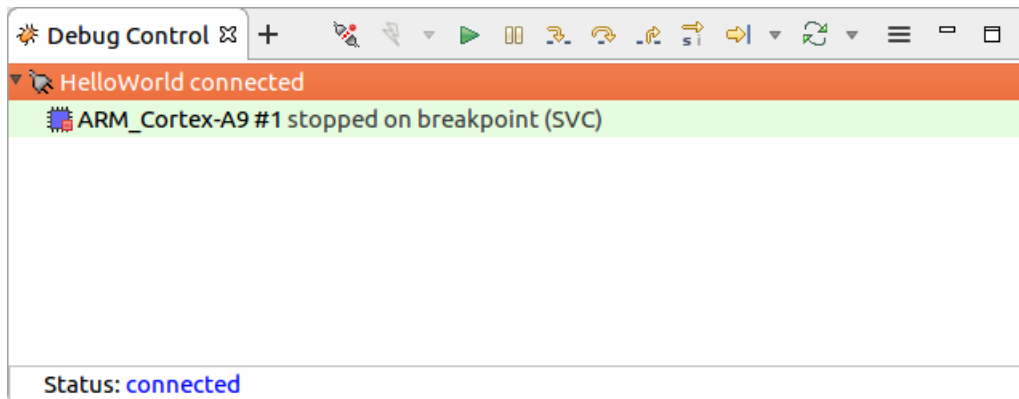 Debug Control
HelloWorld connected
ARM_Cortex-A9 #1 stopped on breakpoint (SVC)
Status: connected